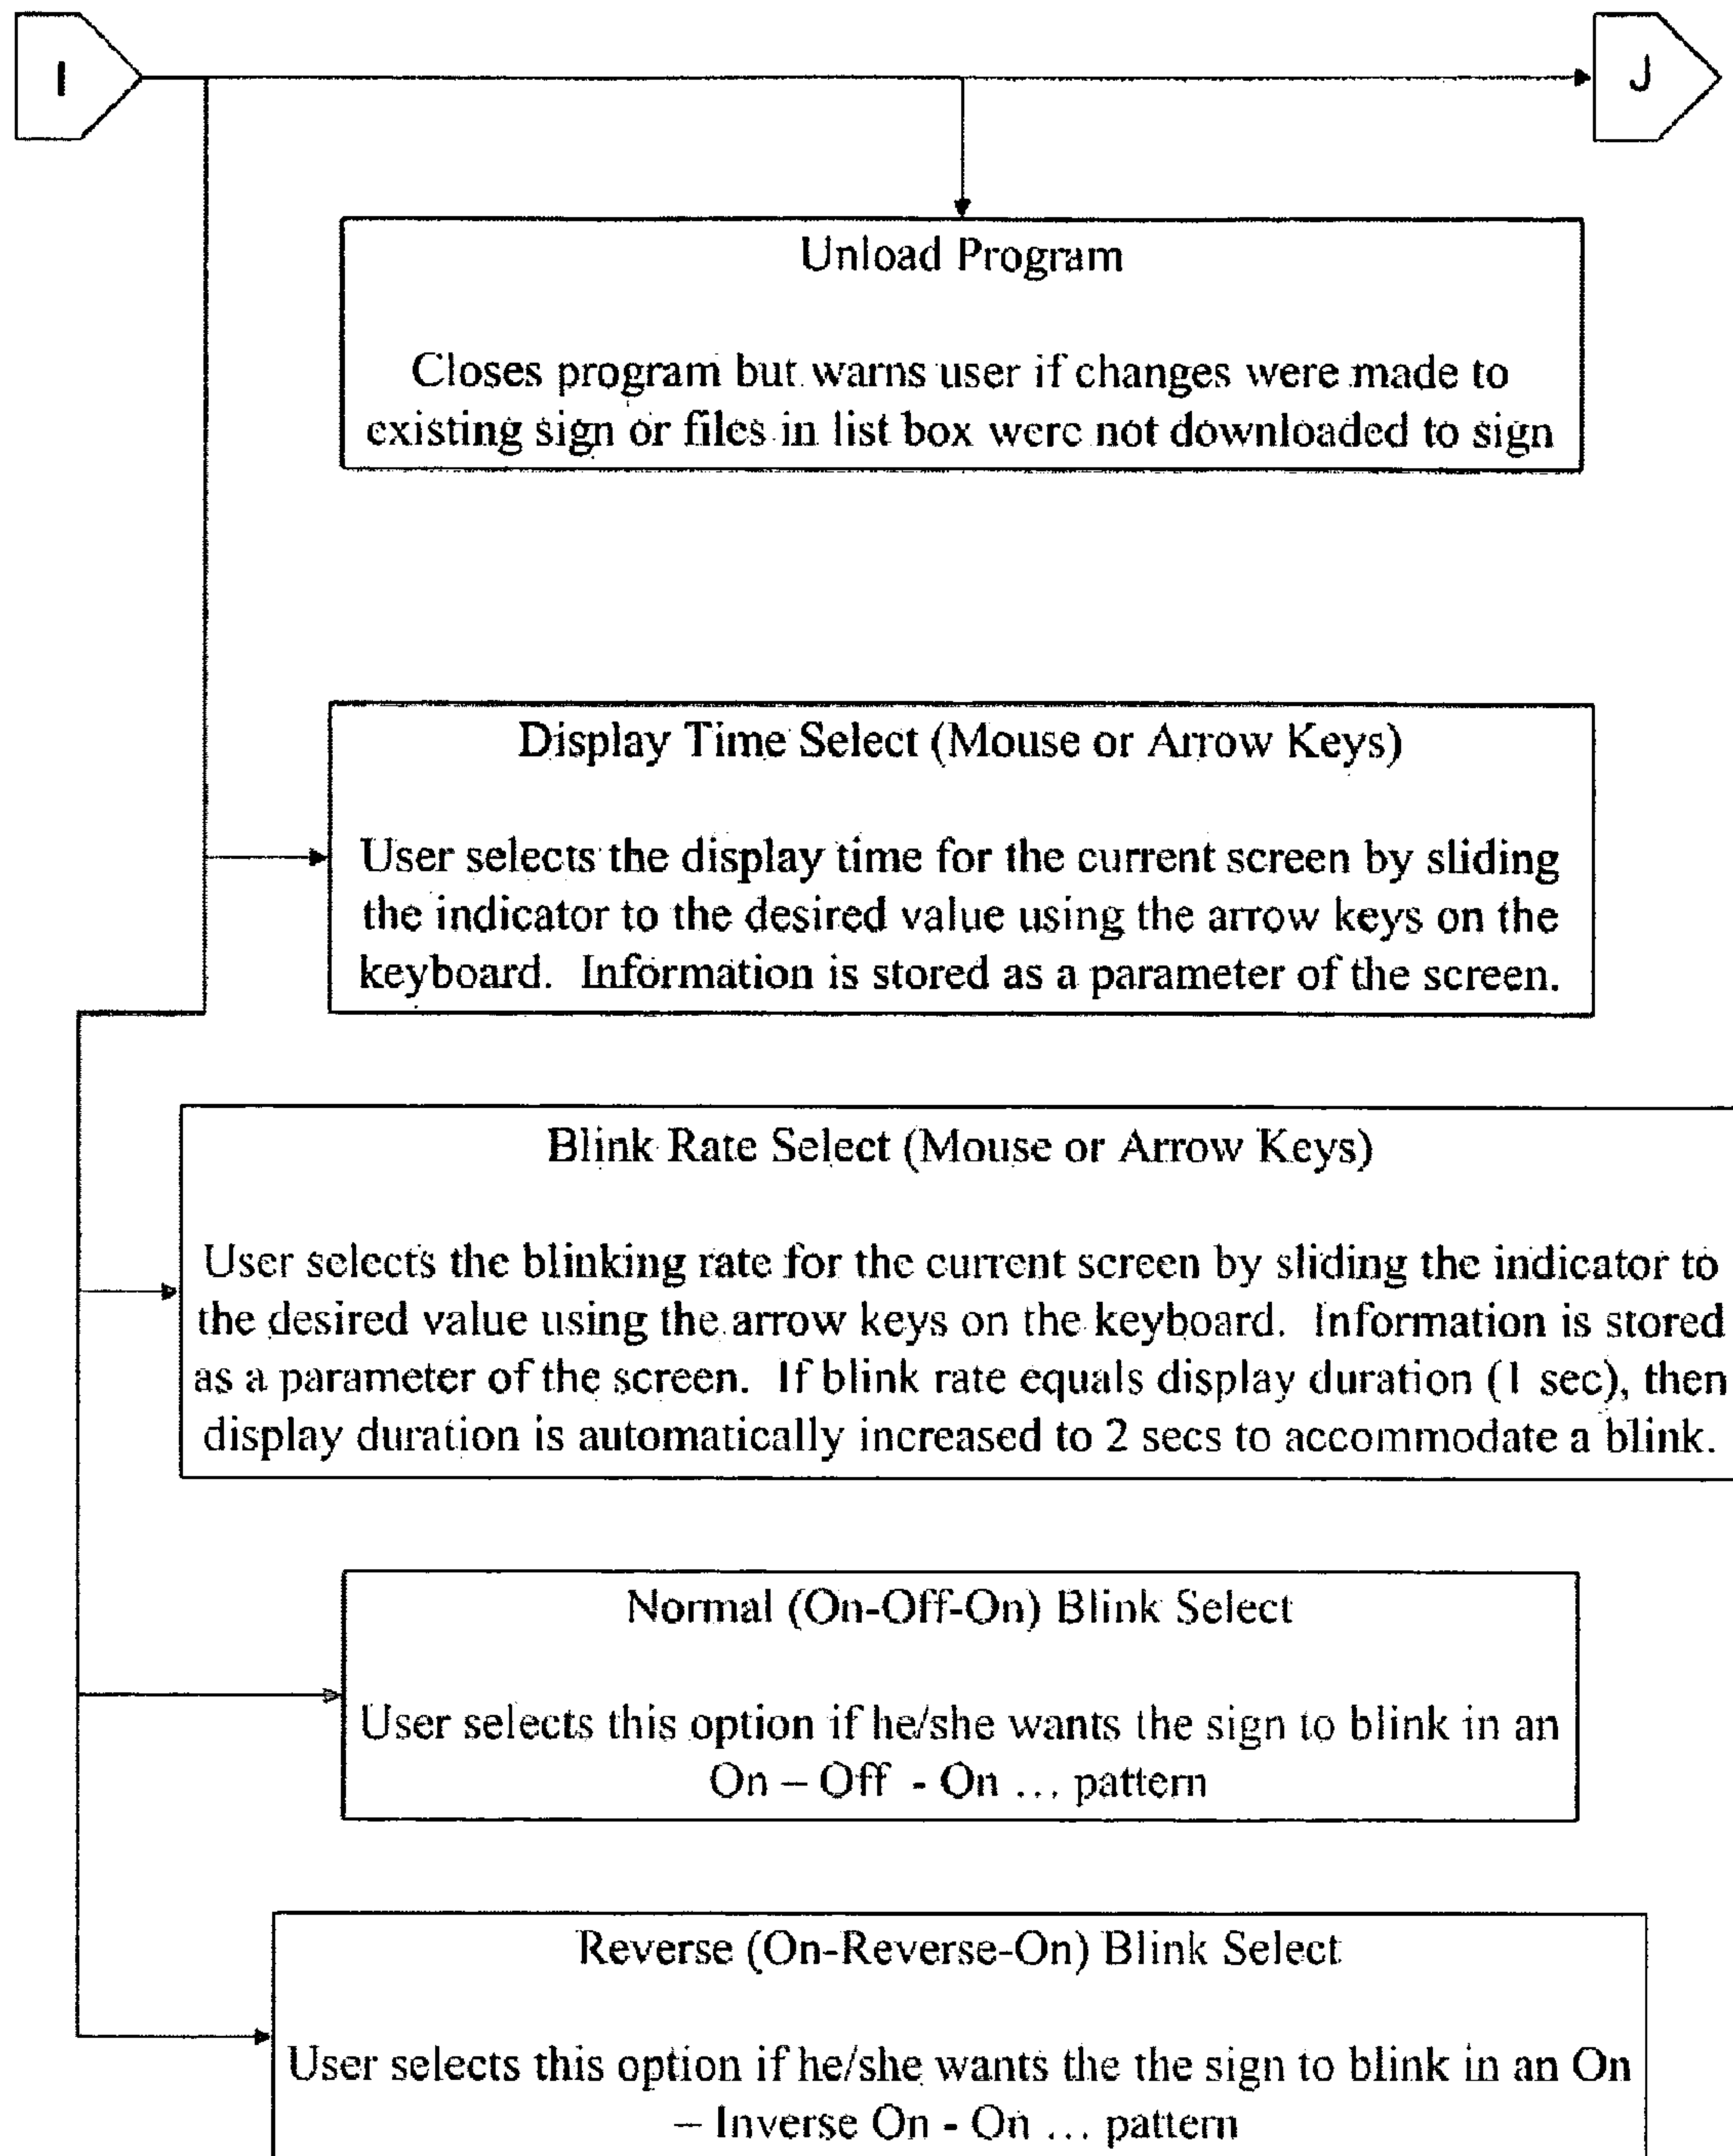 I
J
Unload Program
Closes program but warns user if changes were made to
existing sign or files in list box were not downloaded to sign
Display Time Select (Mouse or Arrow Keys)
User selects the display time for the current screen by sliding
the indicator to the desired value using the arrow keys on the
keyboard. Information is stored as a parameter of the screen.
Blink Rate Select (Mouse or Arrow Keys)
User selects the blinking rate for the current screen by sliding the indicator to
the desired value using the arrow keys on the keyboard. Information is stored
as a parameter of the screen. If blink rate equals display duration (1 sec), then
display duration is automatically increased to 2 secs to accommodate a blink.
Normal (On-Off-On) Blink Select
User selects this option if he/she wants the sign to blink in an
On – Off - On ... pattern
Reverse (On-Reverse-On) Blink Select
User selects this option if he/she wants the the sign to blink in an On
– Inverse On - On ... pattern